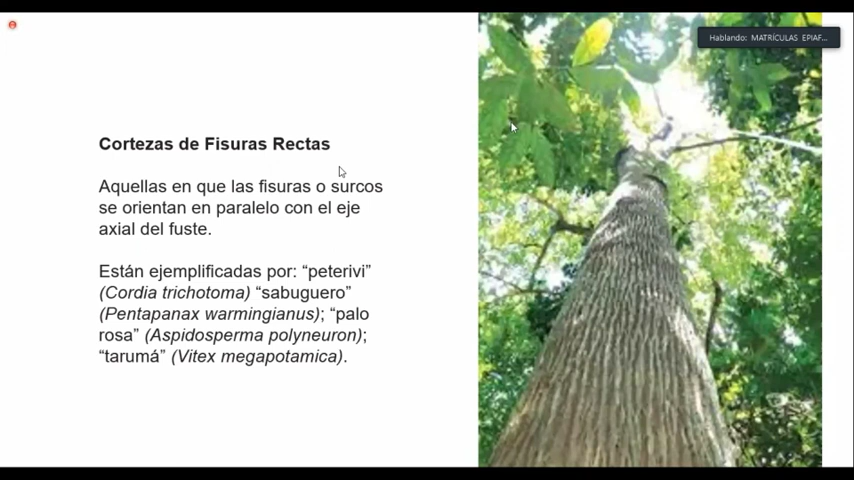 Hablando: MATRÍCULAS EPIAF...
Cortezas de Fisuras Rectas
Aquellas en que las fisuras o surcos
se orientan en paralelo con el eje
axial del fuste.
Están ejemplificadas por: “peterivi”
(Cordia trichotoma) “sabuguero”
(Pentapanax warmingianus); “palo
rosa” (Aspidosperma polyneuron);
“tarumá” (Vitex megapotamica).